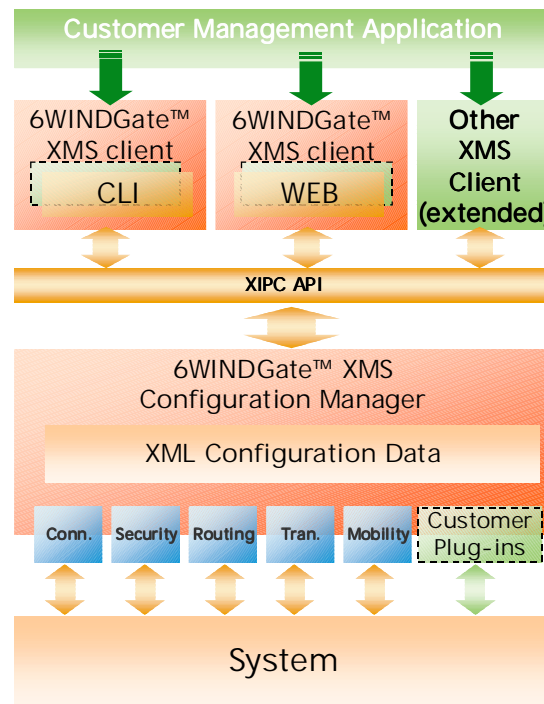 Customer Management Application
6WINDGate™
XMS client
CLI
6WINDGate™
XMS client
WEB
Other
XMS
Client
(extended)
XIPC API
6WINDGate™ XMS
Configuration Manager
XML Configuration Data
Conn.
Security
Routing
Tran.
Mobility
Customer
Plug-ins
System